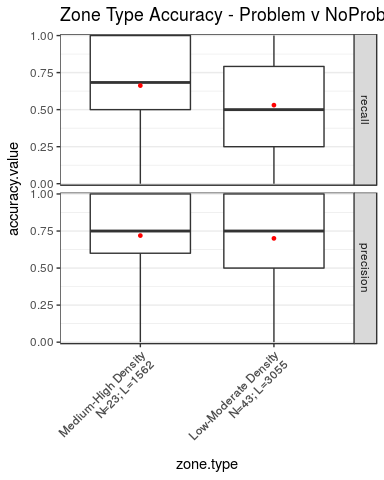 Zone Type Accuracy - Problem v NoProb
1.00
0.75
0.50
0.25
0.00
recall
1.00
0.75
0.50
0.25
0.00
precision
accuracy.value
Medium-High Density
N=23; L=1562
Low-Moderate Density
N=43; L=3055
zone.type